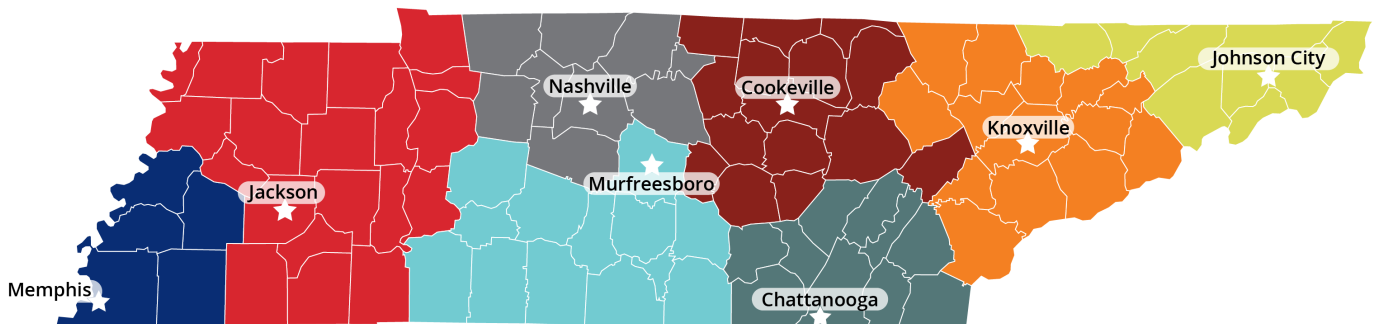 Johnson City
Nashville
Cookeville
Knoxville
Murfreesboro
Jackson
Memphis
Chattanooga